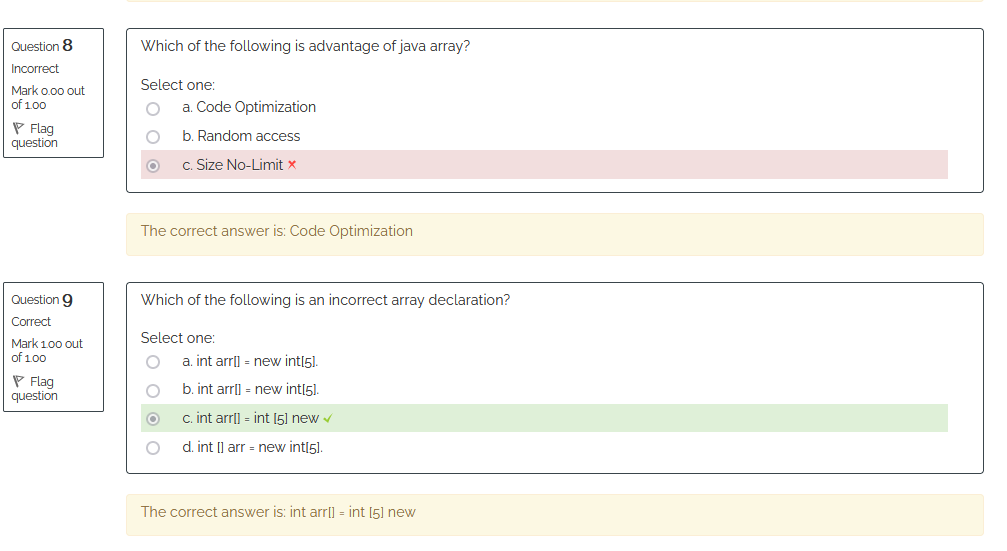 Question 8
Incorrect
Mark 0.00 out
of 1.00
Flag
question
Which of the following is advantage of java array?
Select one:
a. Code Optimization
b. Random access
c. Size No-Limit
The correct answer is: Code Optimization
Question 9
Correct
Mark 1.00 out
of 1.00
Flag
question
Which of the following is an incorrect array declaration?
Select one:
a. int arr[] = new int[5].
b. int arr[] = new int[5].
c. int arr[] = int [5] new
d. int [] arr = new int[5].
The correct answer is: int arr[] = int [5] new